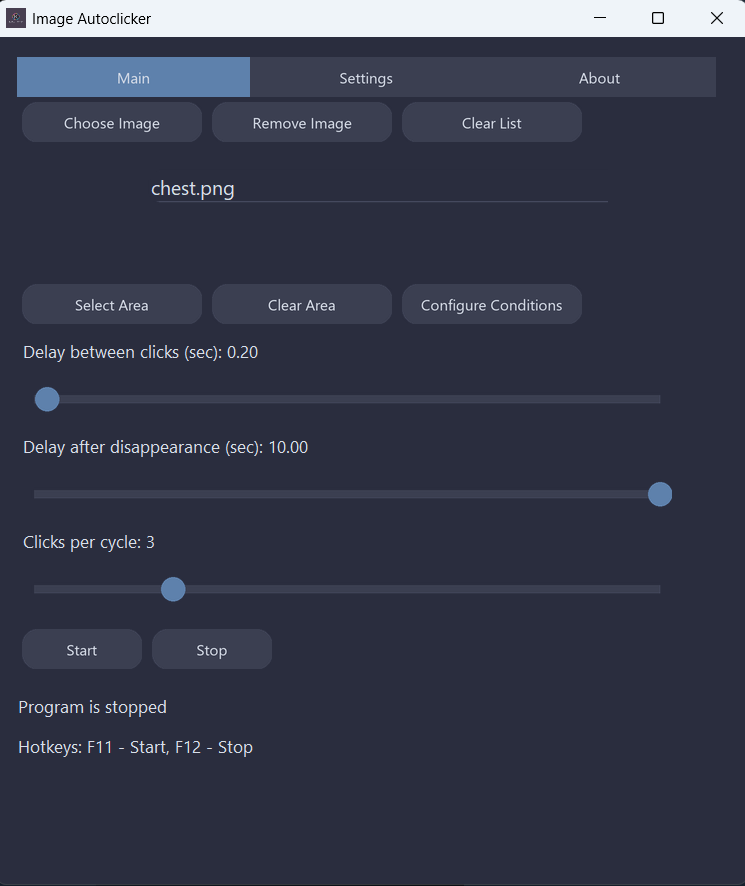 Image Autoclicker
Main Settings About
Choose Image Remove Image Clear List
chest.png
Select Area Clear Area Configure Conditions
Delay between clicks (sec): 0.20
Delay after disappearance (sec): 10.00
Clicks per cycle: 3
Start Stop
Program is stopped
Hotkeys: F11 - Start, F12 - Stop